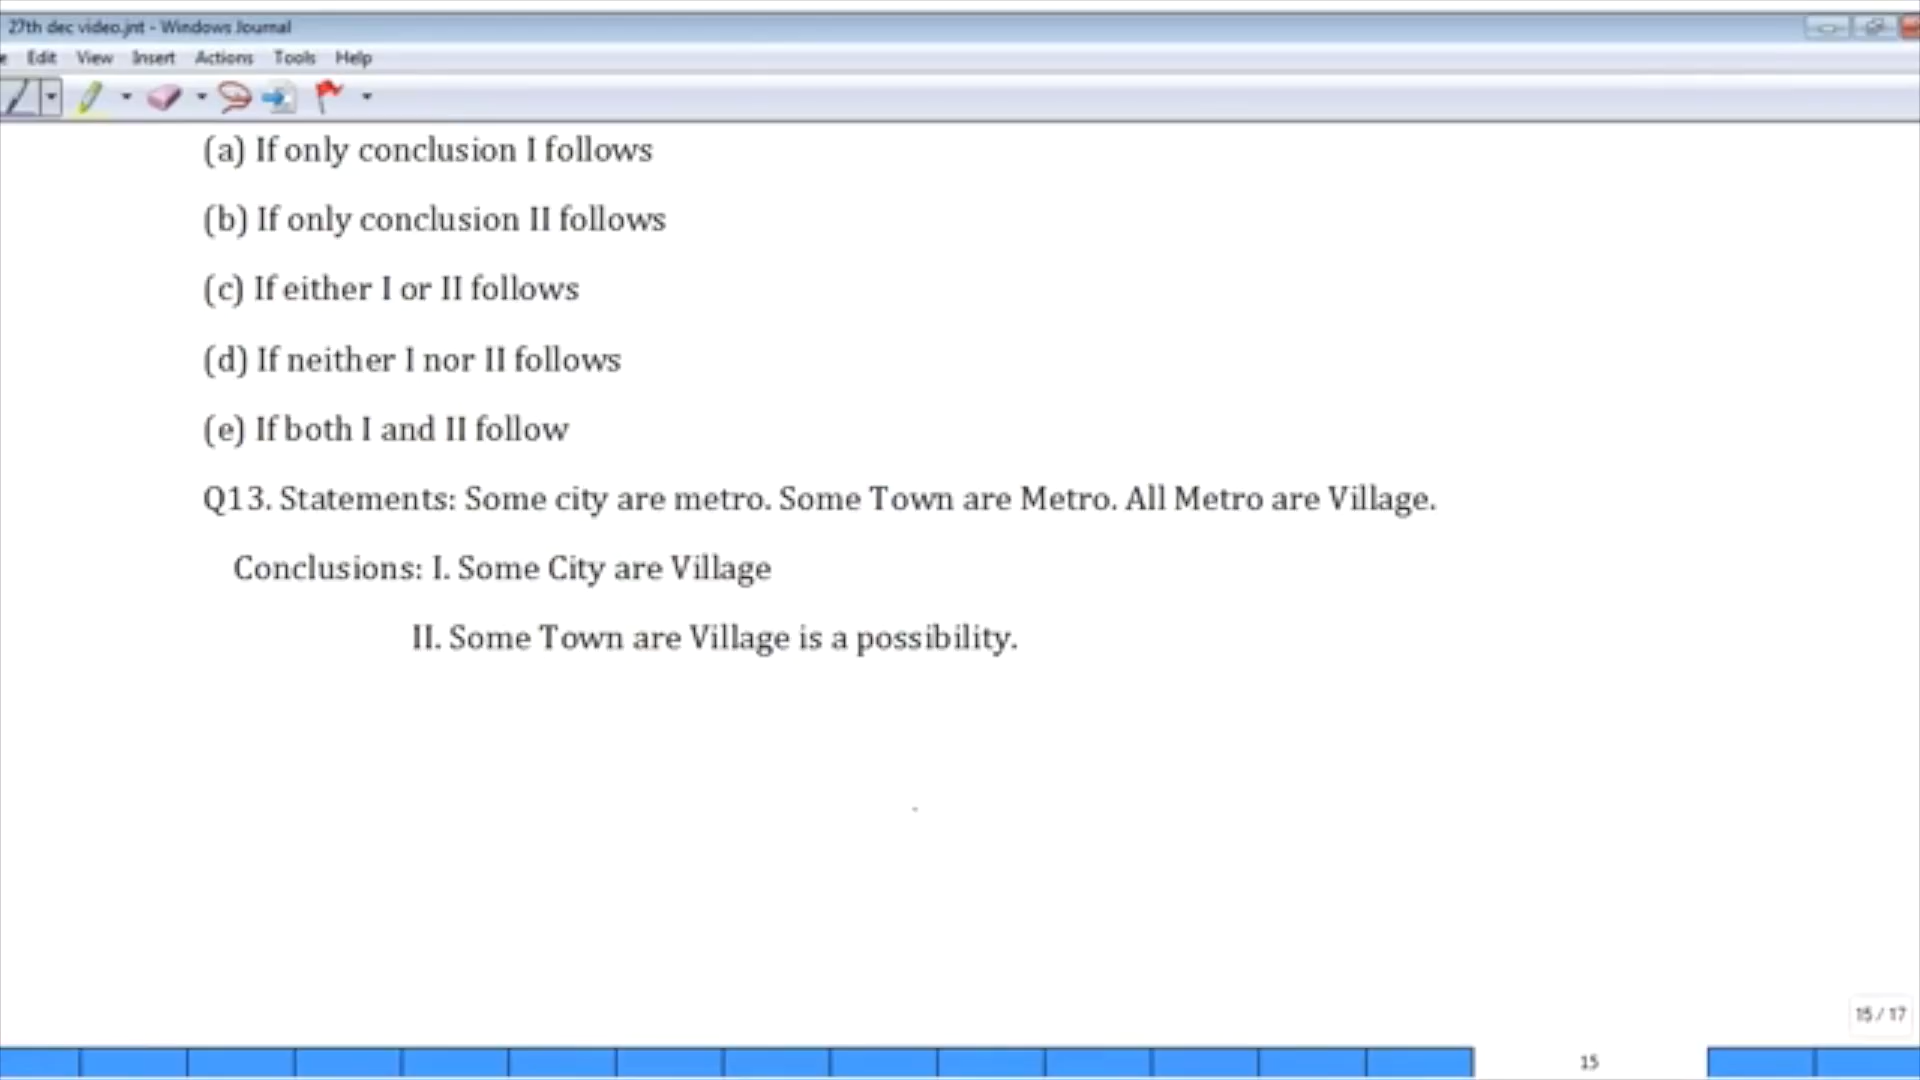 27th dec video.jnt - Windows Journal
Edit View Insert Actions Tools Help
(a) If only conclusion I follows
(b) If only conclusion II follows
(c) If either I or II follows
(d) If neither I nor II follows
(e) If both I and II follow
Q13. Statements: Some city are metro. Some Town are Metro. All Metro are Village.
Conclusions: I. Some City are Village
II. Some Town are Village is a possibility.
15 / 17
15